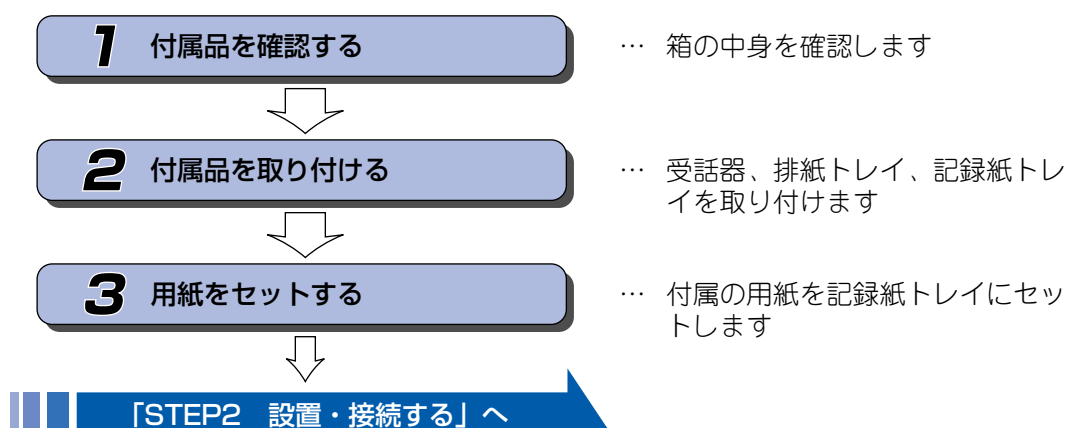 1 付属品を確認する
… 箱の中身を確認します
2 付属品を取り付ける
… 受話器、排紙トレイ、記録紙トレ
イを取り付けます
3 用紙をセットする
… 付属の用紙を記録紙トレイにセッ
トします
「STEP2 設置・接続する」へ